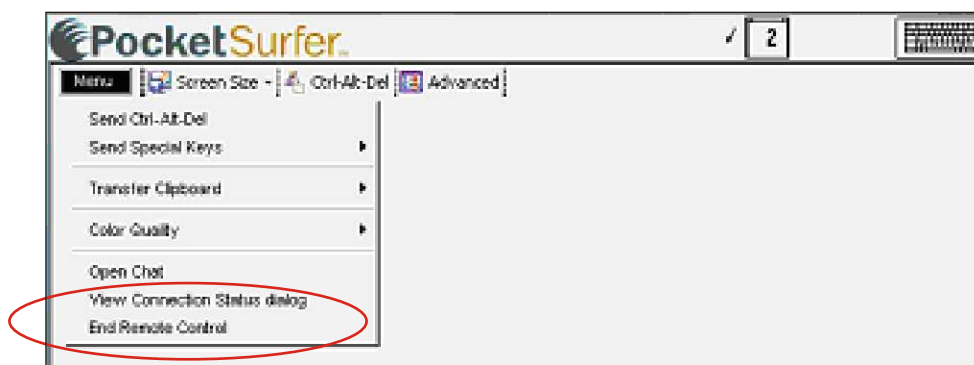 PocketSurfer™
2
Menu Screen Size Ctrl-Alt-Del Advanced
Send Ctrl-Alt-Del
Send Special Keys
Transfer Clipboard
Color Quality
Open Chat
View Connection Status dialog
End Remote Control